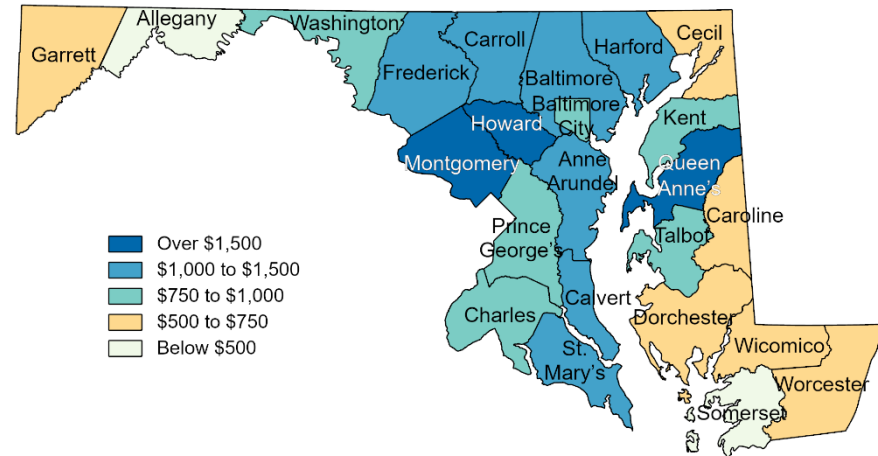 Garrett
Allegany
Washington
Frederick
Carroll
Baltimore
Harford
Cecil
Baltimore
City
Howard
Montgomery
Kent
Queen
Anne's
Anne
Arundel
Caroline
Talbot
Prince
George's
Charles
Calvert
St.
Mary's
Dorchester
Wicomico
Worcester
Somerset
Over $1,500
$1,000 to $1,500
$750 to $1,000
$500 to $750
Below $500